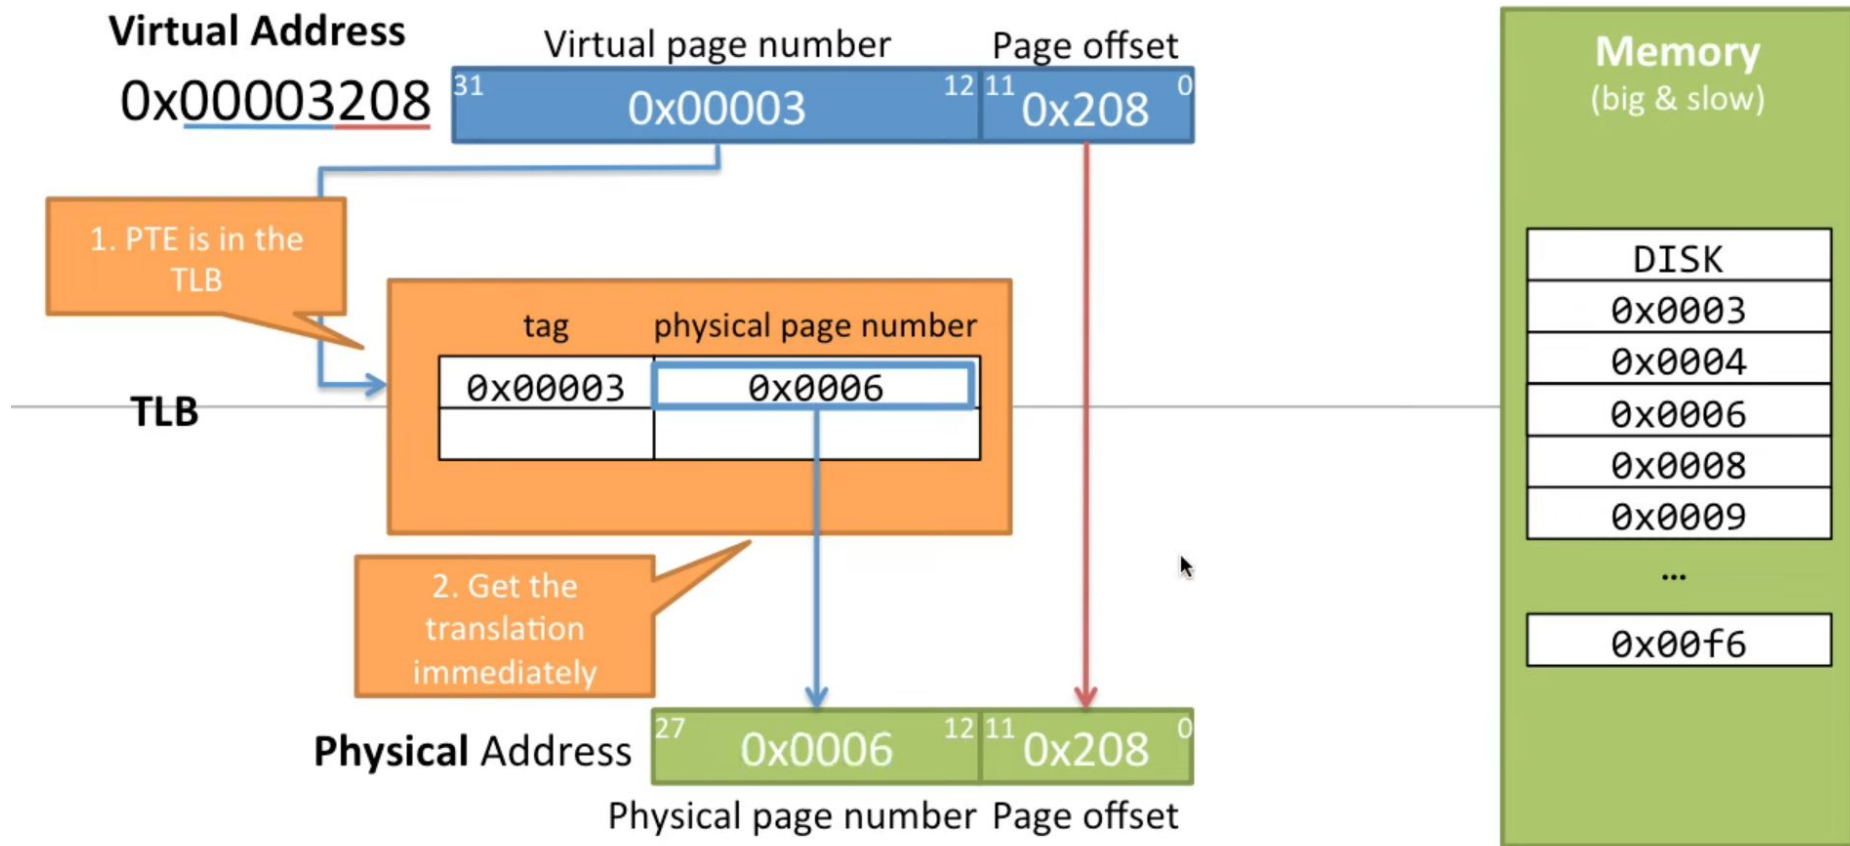 Virtual Address
0x00003208
Virtual page number
Page offset
31
0x00003
12
11
0x208
0
1. PTE is in the
TLB
TLB
tag
physical page number
0x00003
0x0006
2. Get the
translation
immediately
Physical Address
27
0x0006
12
11
0x208
0
Physical page number
Page offset
Memory
(big & slow)
DISK
0x0003
0x0004
0x0006
0x0008
0x0009
...
0x00f6